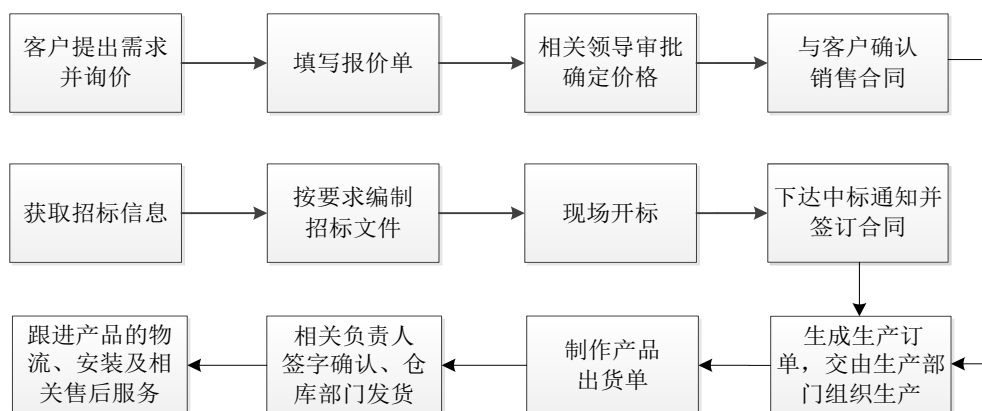 客户提出需求
并询价
填写报价单
相关领导审批
确定价格
与客户确认
销售合同
获取招标信息
按要求编制
招标文件
现场开标
下达中标通知并
签订合同
生成生产订
单，交由生产部
门组织生产
制作产品
出货单
相关负责人
签字确认、仓
库部门发货
跟进产品的物
流、安装及相
关售后服务